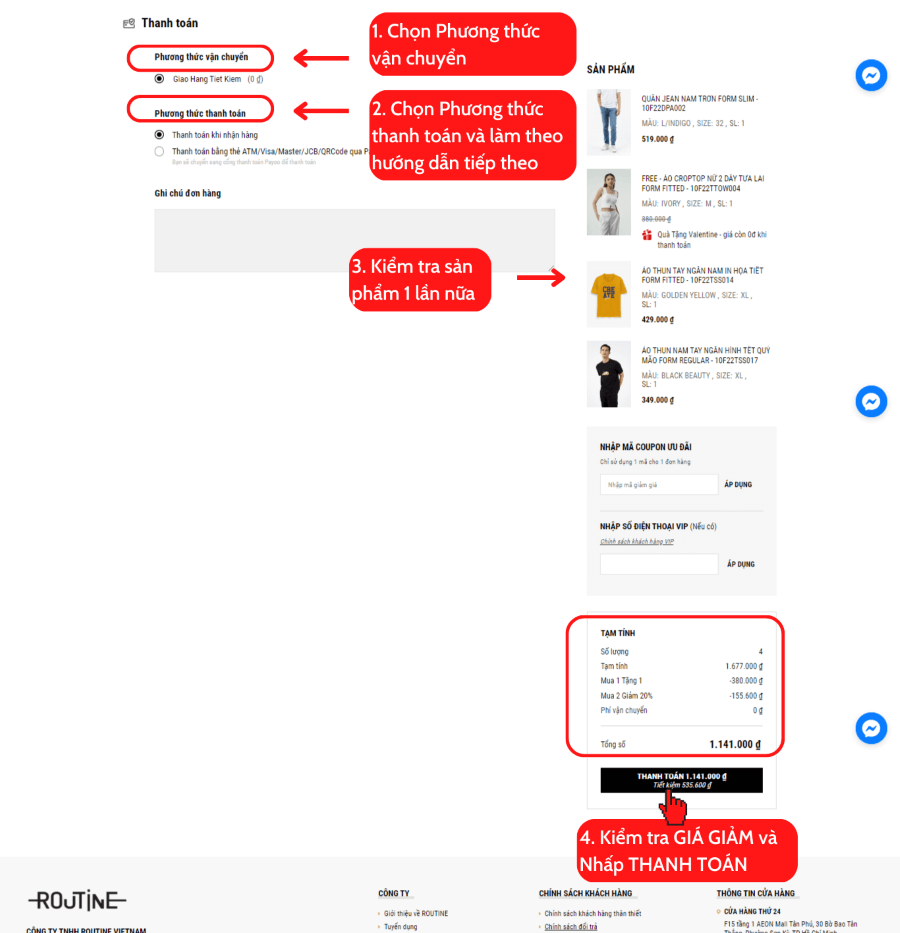 Thanh toán
Phương thức vận chuyển
Giao Hang Tiet Kiem (0 ₫)
Phương thức thanh toán
Thanh toán khi nhận hàng
Thanh toán bằng thẻ ATM/Visa/Master/JCB/QRCode qua
Bạn sẽ chuyển sang cổng thanh toán Payoo để thanh toán
Ghi chú đơn hàng
1. Chọn Phương thức
vận chuyển
2. Chọn Phương thức
thanh toán và làm theo
hướng dẫn tiếp theo
3. Kiểm tra sản
phẩm 1 lần nữa
SẢN PHẨM
QUẦN JEAN NAM TRƠN FORM SLIM -
10F22DPA002
MÀU: L/INDIGO , SIZE: 32 , SL: 1
519.000 ₫
FREE - ÁO CROPTOP NỮ 2 DÂY TƯA LAI
FORM FITTED - 10F22TTOW004
MÀU: IVORY , SIZE: M , SL: 1
380.000 ₫
Quà Tặng Valentine - giá còn 0đ khi
thanh toán
ÁO THUN TAY NGẮN NAM IN HỌA TIẾT
FORM FITTED - 10F22TSS014
MÀU: GOLDEN YELLOW , SIZE: XL ,
SL: 1
429.000 ₫
ÁO THUN NAM TAY NGẮN HÌNH TẾT QUÝ
MÃO FORM REGULAR - 10F22TSS017
MÀU: BLACK BEAUTY , SIZE: XL ,
SL: 1
349.000 ₫
NHẬP MÃ COUPON ƯU ĐÃI
Chỉ sử dụng 1 mã cho 1 đơn hàng
Nhập mã giảm giá ÁP DỤNG
NHẬP SỐ ĐIỆN THOẠI VIP (Nếu có)
Chính sách khách hàng VIP
ÁP DỤNG
TẠM TÍNH
Số lượng 4
Tạm tính 1.677.000 ₫
Mua 1 Tặng 1 -380.000 ₫
Mua 2 Giảm 20% -155.600 ₫
Phí vận chuyển 0 ₫
Tổng số 1.141.000 ₫
THANH TOÁN 1.141.000 ₫
Tiết kiệm 535.600 ₫
4. Kiểm tra GIÁ GIẢM và
Nhấp THANH TOÁN
ROUTINE
CÔNG TY TNHH ROUTINE VIETNAM
CÔNG TY
Giới thiệu về ROUTINE
Tuyển dụng
CHÍNH SÁCH KHÁCH HÀNG
Chính sách khách hàng thân thiết
Chính sách đổi trả
THÔNG TIN CỬA HÀNG
CỬA HÀNG THỨ 24
F15 tầng 1 AEON Mall Tân Phú, 30 Bờ Bao Tân
Thắng, Phường Sơn Kỳ, TP Hồ Chí Minh